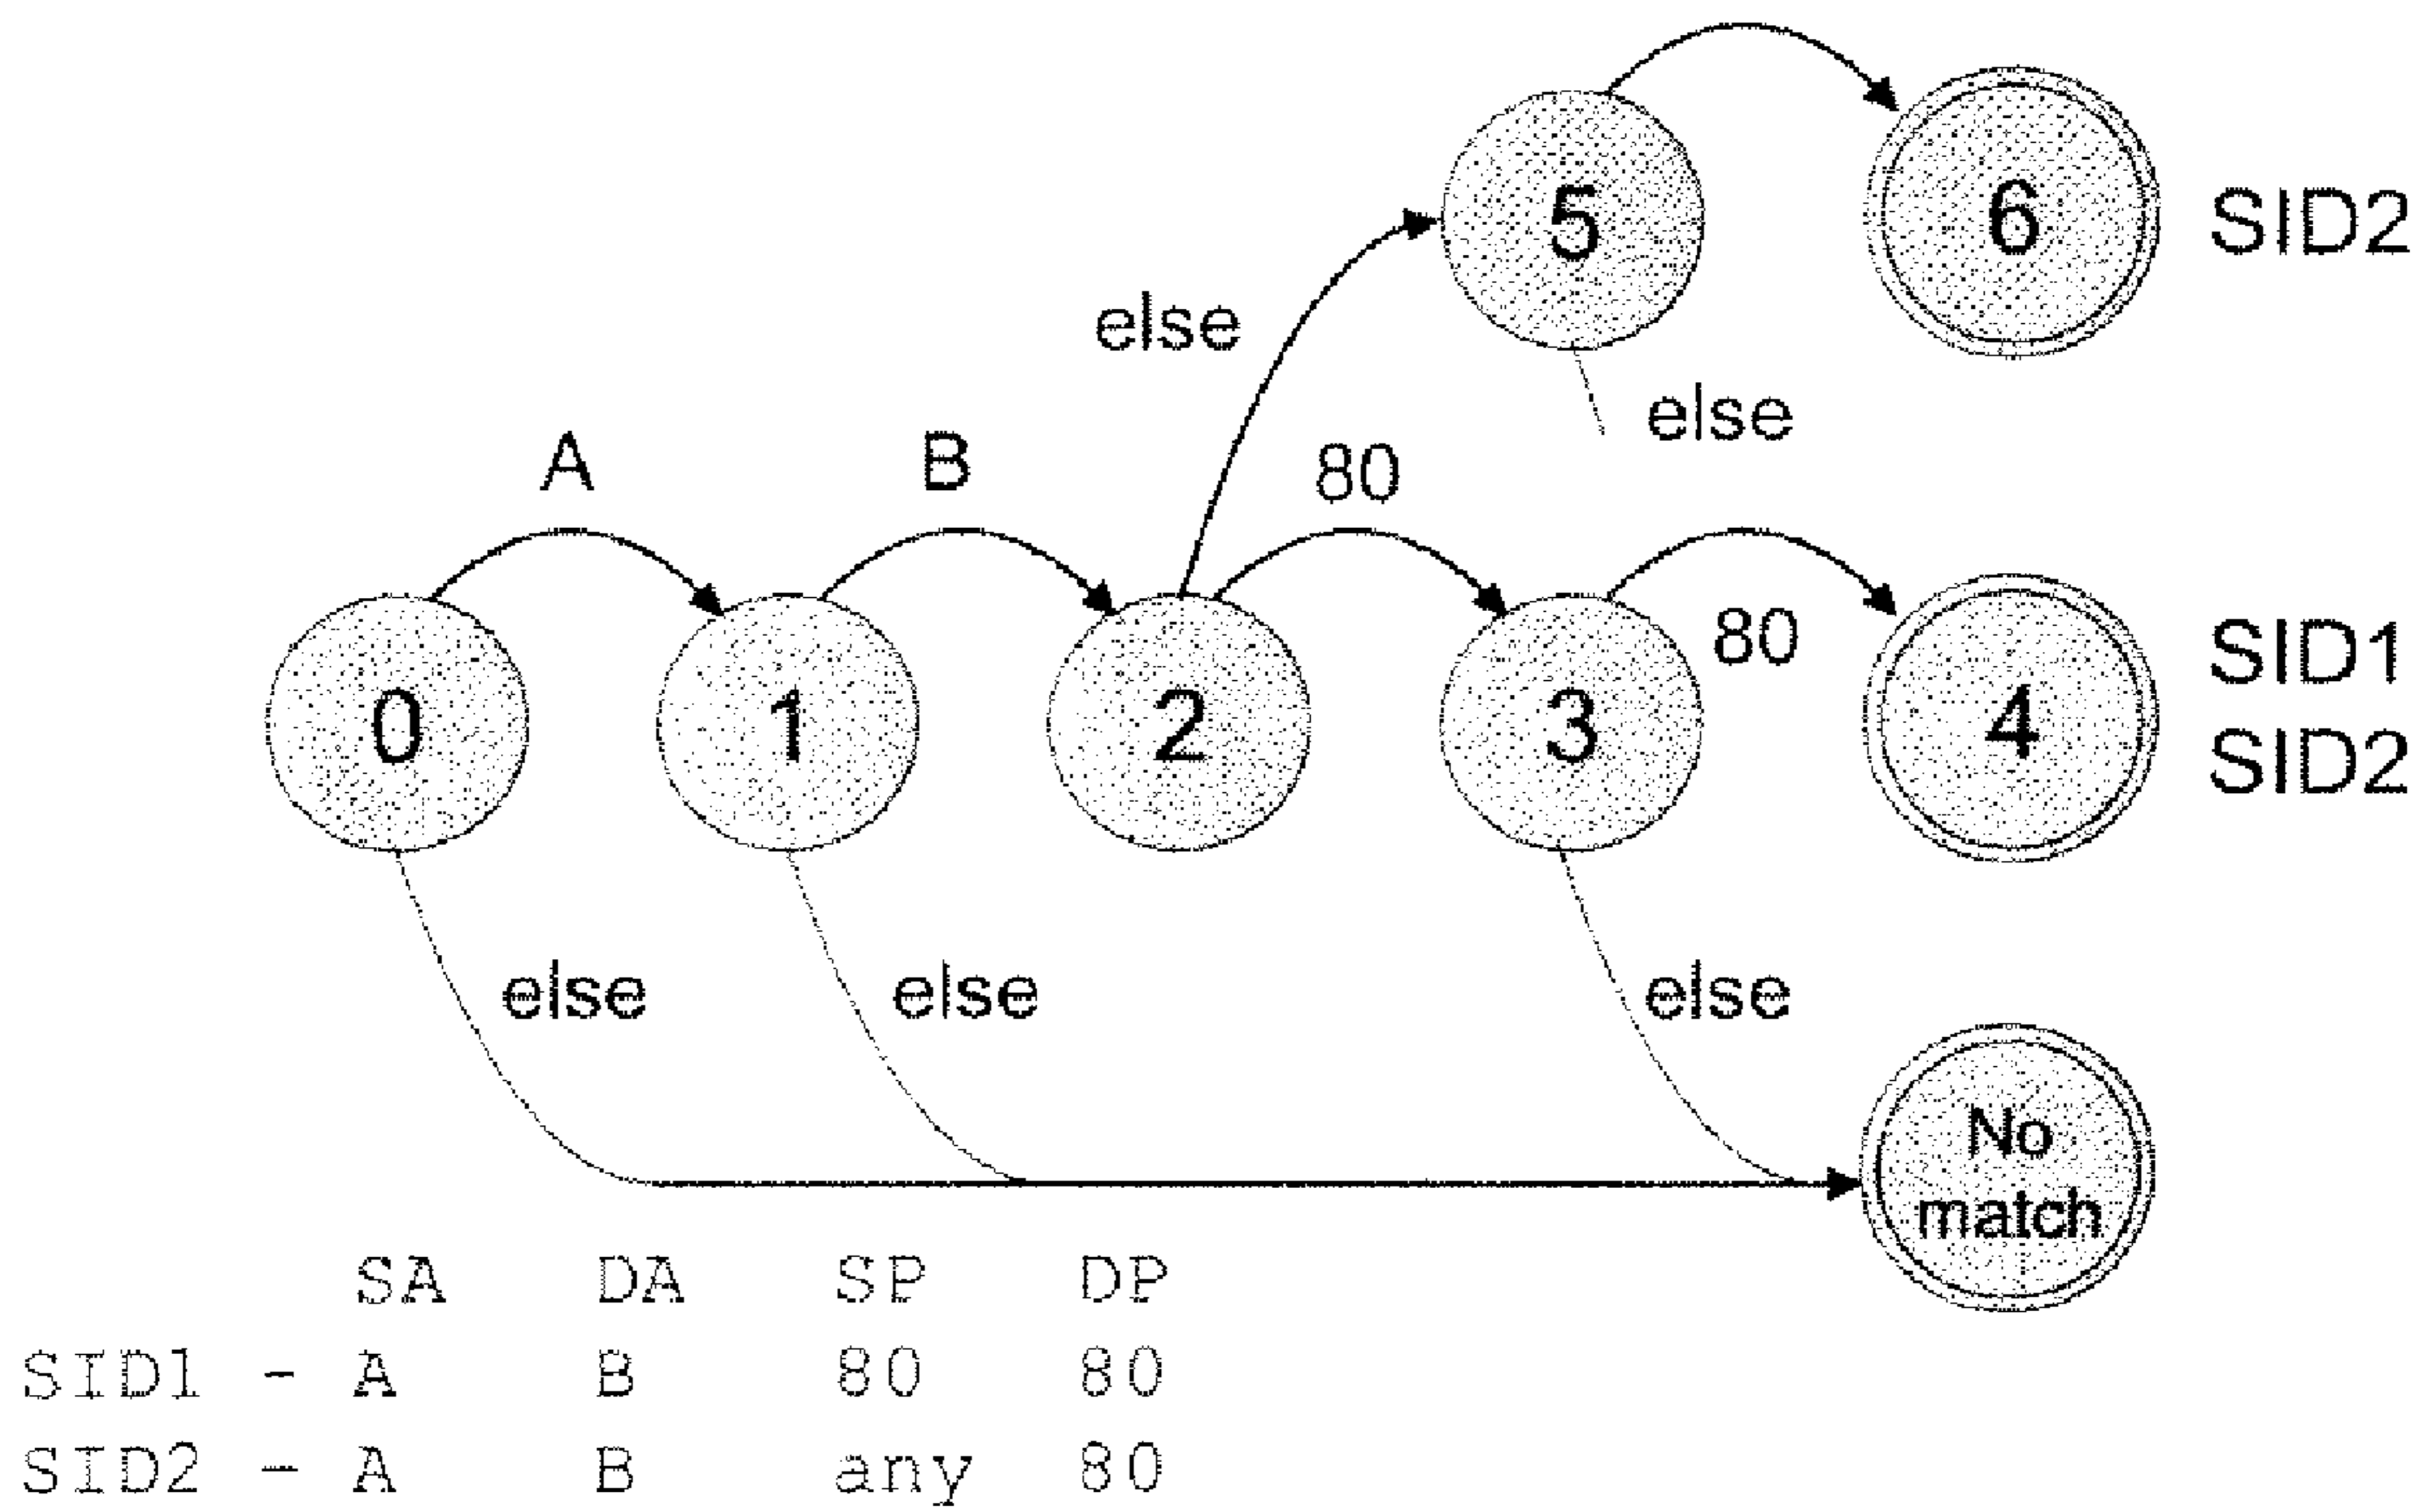 5
6
SID2
else
else
A
B
80
80
0
1
2
3
4
SID1
SID2
else
else
else
No
match
SA DA SP DP
SID1 - A B 80 80
SID2 - A B any 80